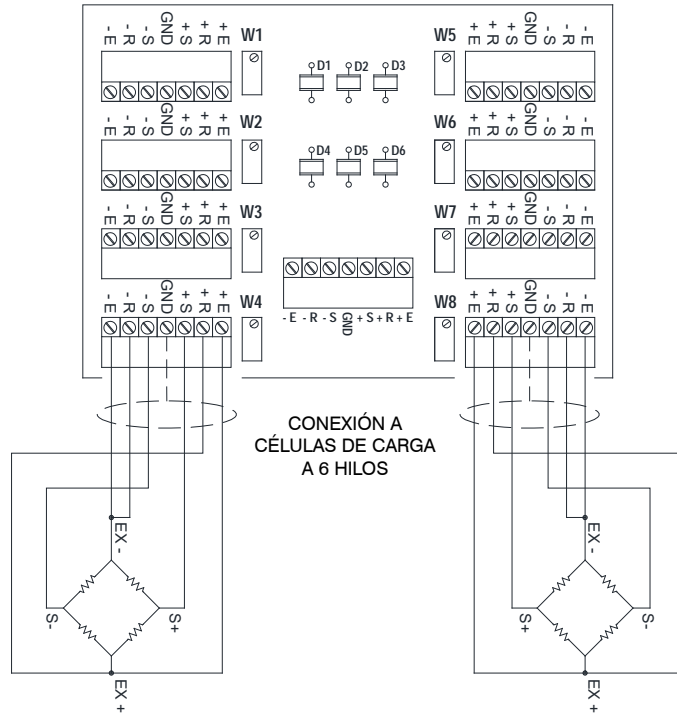 - E - R - S GND + S + R + E
W1
D1 D2 D3
W5
+ E + R + S GND - S - R - E
- E - R - S GND + S + R + E
W2
D4 D5 D6
W6
+ E + R + S GND - S - R - E
- E - R - S GND + S + R + E
W3
W7
+ E + R + S GND - S - R - E
- E - R - S GND + S + R + E
W4
- E - R - S GND + S + R + E
W8
+ E + R + S GND - S - R - E
CONEXIÓN A
CÉLULAS DE CARGA
A 6 HILOS
EX -
S-
S+
EX +
EX -
S+
S-
EX +